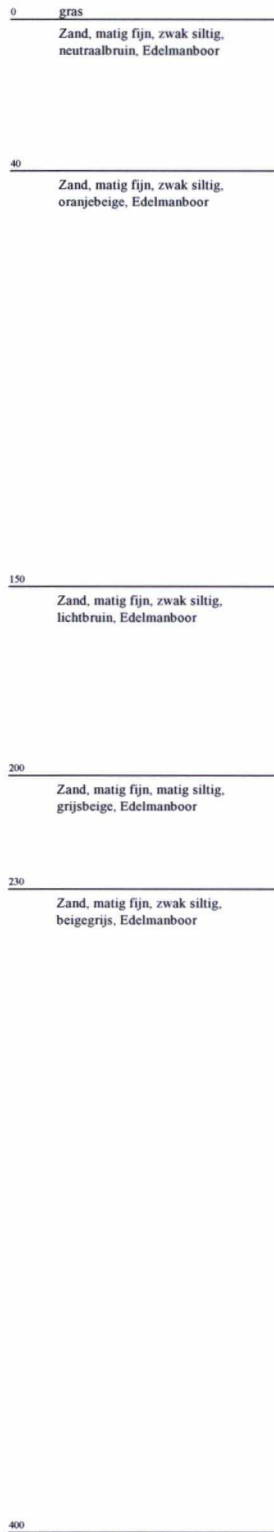 0 gras
Zand, matig fijn, zwak siltig,
neutraalbruin, Edelmanboor
40
Zand, matig fijn, zwak siltig,
oranjebeige, Edelmanboor
150
Zand, matig fijn, zwak siltig,
lichtbruin, Edelmanboor
200
Zand, matig fijn, matig siltig,
grijsbeige, Edelmanboor
230
Zand, matig fijn, zwak siltig,
beigegrijs, Edelmanboor
400